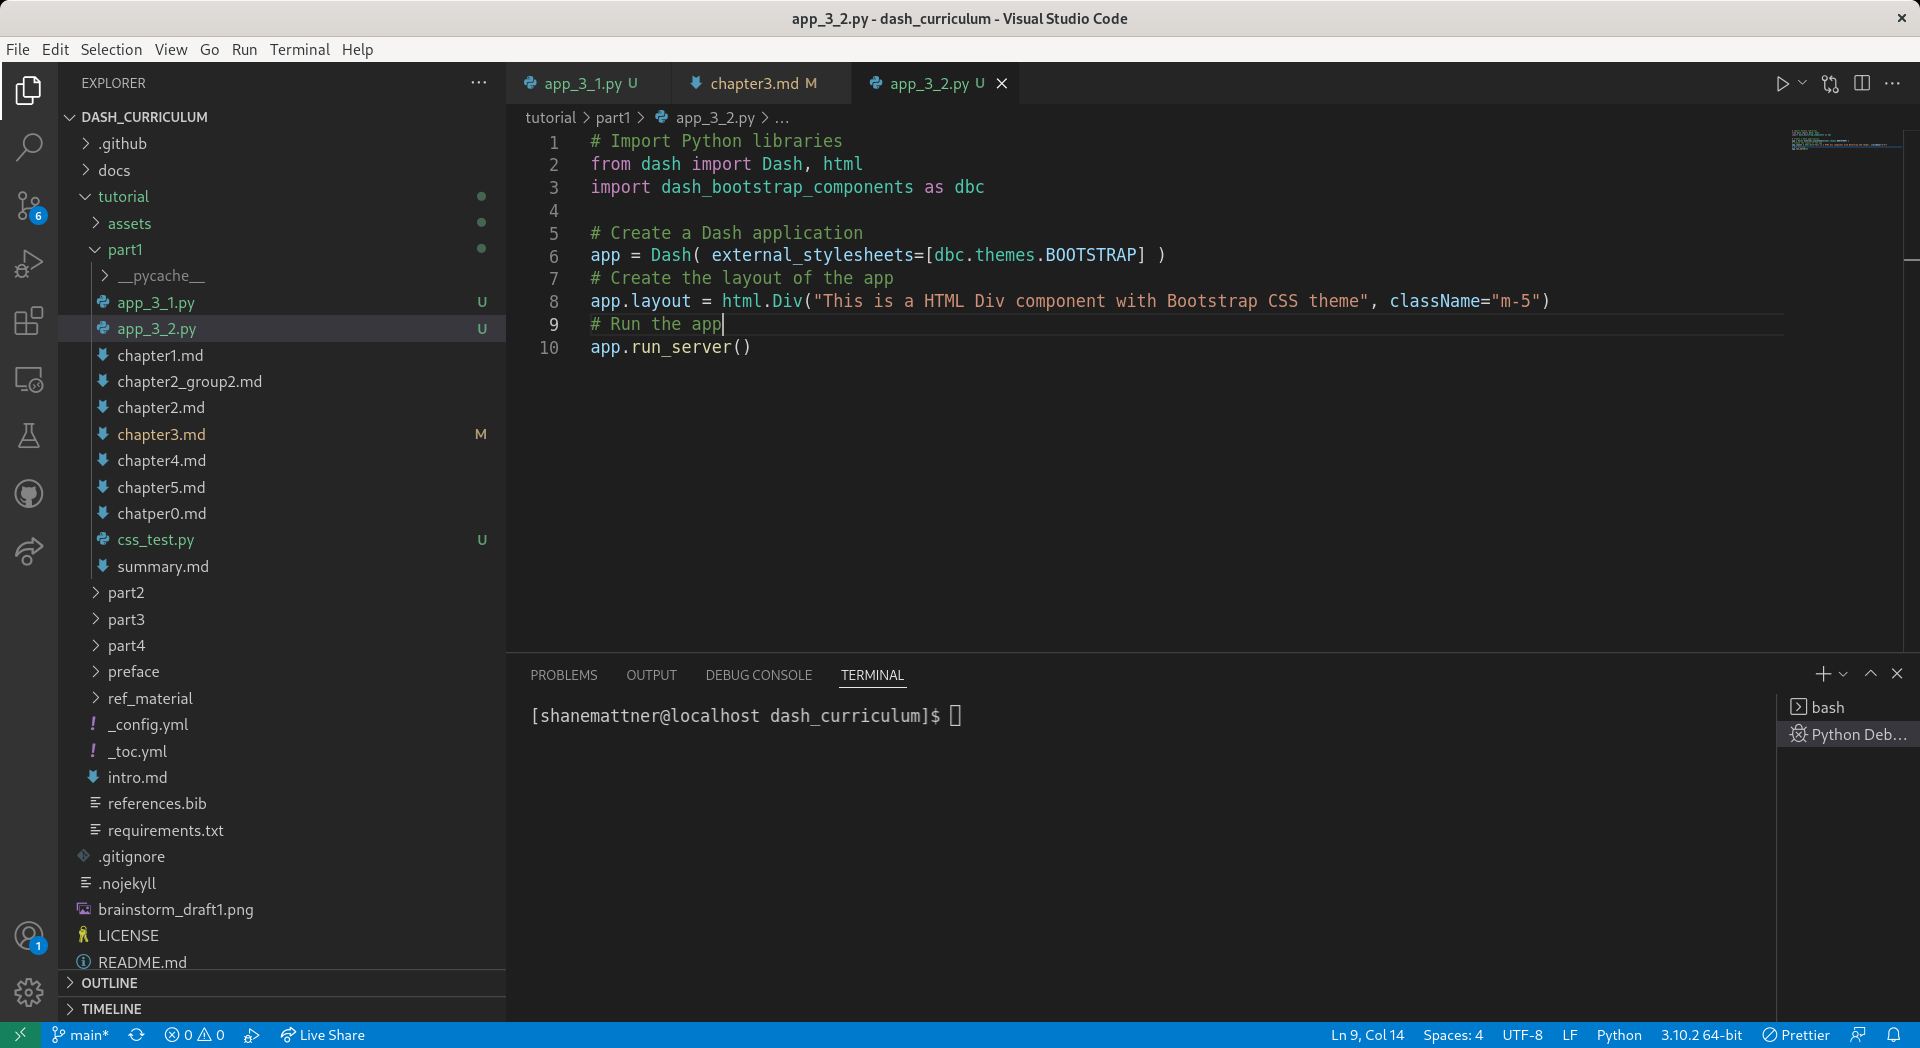 app_3_2.py - dash_curriculum - Visual Studio Code
File Edit Selection View Go Run Terminal Help
EXPLORER
DASH_CURRICULUM
.github
docs
tutorial
assets
part1
__pycache__
app_3_1.py U
app_3_2.py U
chapter1.md
chapter2_group2.md
chapter2.md
chapter3.md M
chapter4.md
chapter5.md
chatper0.md
css_test.py U
summary.md
part2
part3
part4
preface
ref_material
_config.yml
_toc.yml
intro.md
references.bib
requirements.txt
.gitignore
.nojekyll
brainstorm_draft1.png
LICENSE
README.md
OUTLINE
TIMELINE
6
1
app_3_1.py U chapter3.md M app_3_2.py U
tutorial > part1 > app_3_2.py > ...
1 # Import Python libraries
2 from dash import Dash, html
3 import dash_bootstrap_components as dbc
4
5 # Create a Dash application
6 app = Dash( external_stylesheets=[dbc.themes.BOOTSTRAP] )
7 # Create the layout of the app
8 app.layout = html.Div("This is a HTML Div component with Bootstrap CSS theme", className="m-5")
9 # Run the app
10 app.run_server()
PROBLEMS OUTPUT DEBUG CONSOLE TERMINAL
[shanemattner@localhost dash_curriculum]$
bash
Python Deb...
main* 0 0 Live Share Ln 9, Col 14 Spaces: 4 UTF-8 LF Python 3.10.2 64-bit Prettier